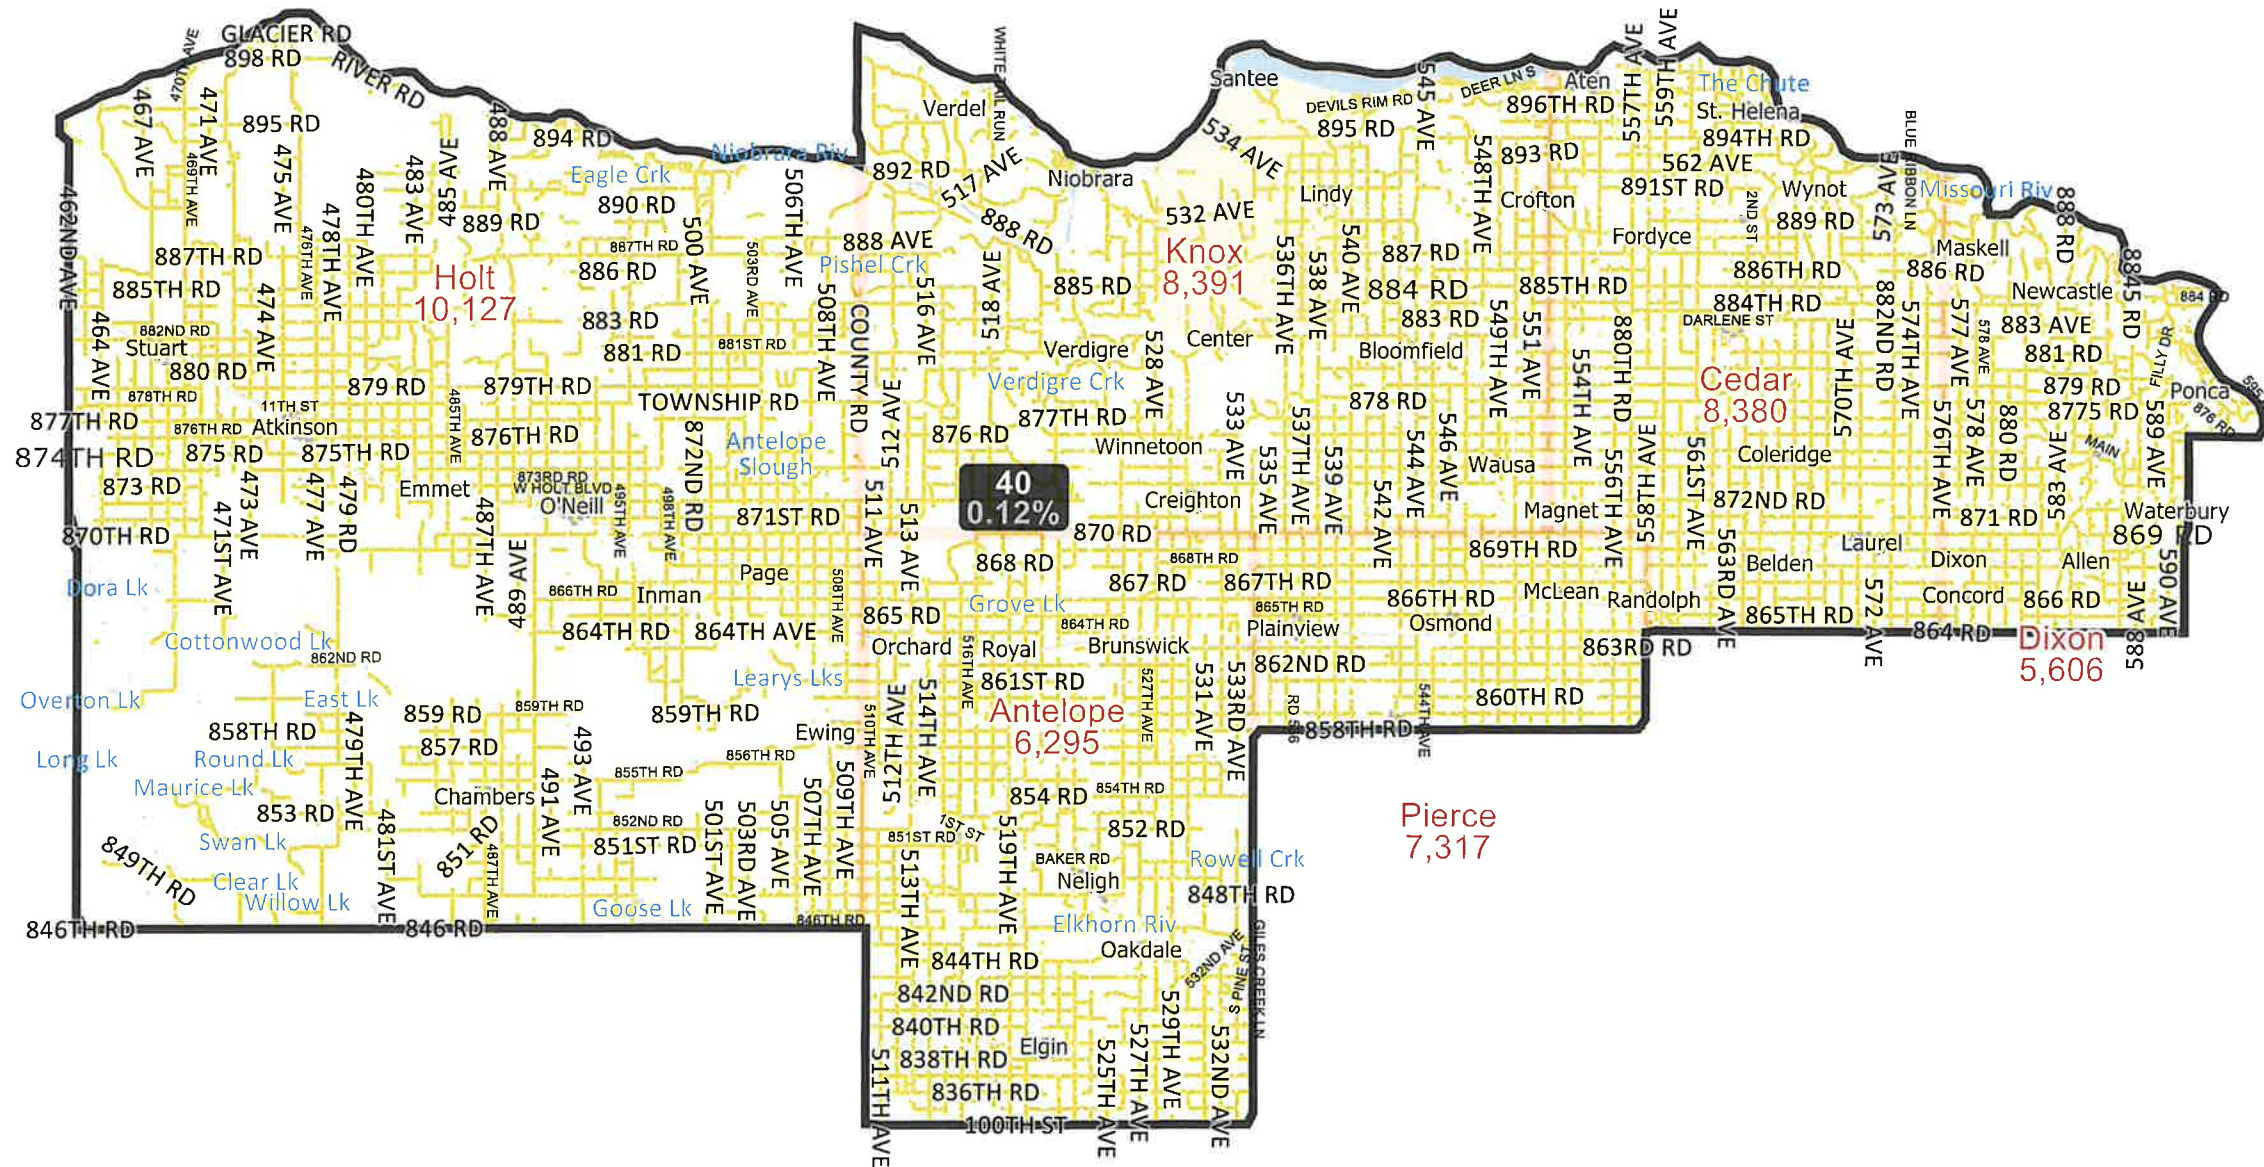 GLACIER RD
898 RD
RIVER RD
470TH AVE
467 AVE
471 AVE
469TH AVE
895 RD
475 AVE
476TH AVE
478TH AVE
480TH AVE
483 AVE
485 AVE
488 AVE
894 RD
Niobrara Riv
Eagle Crk
890 RD
889 RD
887TH RD
886 RD
500 AVE
503RD AVE
506TH AVE
508TH AVE
462ND AVE
887TH RD
885TH RD
Holt
10,127
464 AVE
882ND RD
Stuart
880 RD
878TH RD
474 AVE
883 RD
881 RD
881ST RD
879 RD
879TH RD
TOWNSHIP RD
COUNTY RD
877TH RD
11TH ST
876TH RD
Atkinson
485TH AVE
876TH RD
872ND RD
Antelope
Slough
874TH RD
875 RD
875TH RD
873 RD
Emmet
873RD RD
W HOLT BLVD
O'Neill
495TH AVE
498TH AVE
871ST RD
870TH RD
471ST AVE
473 AVE
477 AVE
479 RD
487TH AVE
489 AVE
Dora Lk
866TH RD
Inman
Page
508TH AVE
864TH RD
864TH AVE
Cottonwood Lk
862ND RD
Learys Lks
Overton Lk
East Lk
859 RD
859TH RD
859TH RD
510TH AVE
858TH RD
857 RD
Ewing
Long Lk
Round Lk
479TH AVE
493 AVE
856TH RD
855TH RD
Maurice Lk
Chambers
491 AVE
853 RD
852ND RD
501ST AVE
503RD AVE
505 AVE
507TH AVE
509TH AVE
Swan Lk
481ST AVE
851 RD
851ST RD
849TH RD
487TH AVE
Clear Lk
Willow Lk
Goose Lk
846TH RD
846TH RD
846 RD
WHITE TAIL RUN
Verdel
892 RD
517 AVE
Niobrara
Santee
534 AVE
888 RD
888 AVE
Pishel Crk
516 AVE
518 AVE
885 RD
532 AVE
Knox
8,391
Center
Verdigre
528 AVE
Verdigre Crk
512 AVE
877TH RD
876 RD
Winnetoon
533 AVE
511 AVE
513 AVE
40
0.12%
Creighton
870 RD
DEVILS RIM RD
895 RD
545 AVE
DEER LN S
Aten
896TH RD
557TH AVE
559TH AVE
The Chute
St. Helena
894TH RD
Lindy
548TH AVE
893 RD
562 AVE
891ST RD
Crofton
2ND ST
Wynot
889 RD
573 AVE
BLUE RIBBON LN
Missouri Riv
888 RD
Fordyce
536TH AVE
538 AVE
540 AVE
887 RD
886TH RD
Maskell
886 RD
884 RD
885TH RD
884TH RD
Newcastle
8845 RD
884 RD
549TH AVE
551 AVE
883 RD
DARLENE ST
882ND RD
574TH AVE
577 AVE
578 AVE
883 AVE
Bloomfield
554TH AVE
880TH RD
570TH AVE
881 RD
FILLY DR
Cedar
8,380
879 RD
Ponca
878 RD
8775 RD
589 AVE
876 RD
535 AVE
537TH AVE
539 AVE
542 AVE
544 AVE
546 AVE
Wausa
556TH AVE
558TH AVE
561ST AVE
Coleridge
576TH AVE
578 AVE
880 RD
583 AVE
MAIN
Magnet
872ND RD
871 RD
Waterbury
869 RD
868 RD
868TH RD
869TH RD
563RD AVE
Laurel
Dixon
Allen
590 AVE
867 RD
867TH RD
Belden
Grove Lk
865 RD
865TH RD
866TH RD
McLean
Randolph
572 AVE
Concord
866 RD
588 AVE
864TH RD
Plainview
Osmond
865TH RD
864 RD
Orchard
516TH AVE
Royal
Brunswick
863RD RD
Dixon
5,606
861ST RD
527TH AVE
531 AVE
533RD AVE
862ND RD
860TH RD
512TH AVE
514TH AVE
Antelope
6,295
544TH AVE
858TH RD
854 RD
854TH RD
Pierce
7,317
1ST ST
851ST RD
852 RD
513TH AVE
519TH AVE
BAKER RD
Neligh
Rowell Crk
848TH RD
Elkhorn Riv
Oakdale
532ND AVE
S PINE ST
GILES CREEK LN
844TH RD
842ND RD
840TH RD
838TH RD
Elgin
836TH RD
511TH AVE
525TH AVE
527TH AVE
529TH AVE
532ND AVE
100TH ST